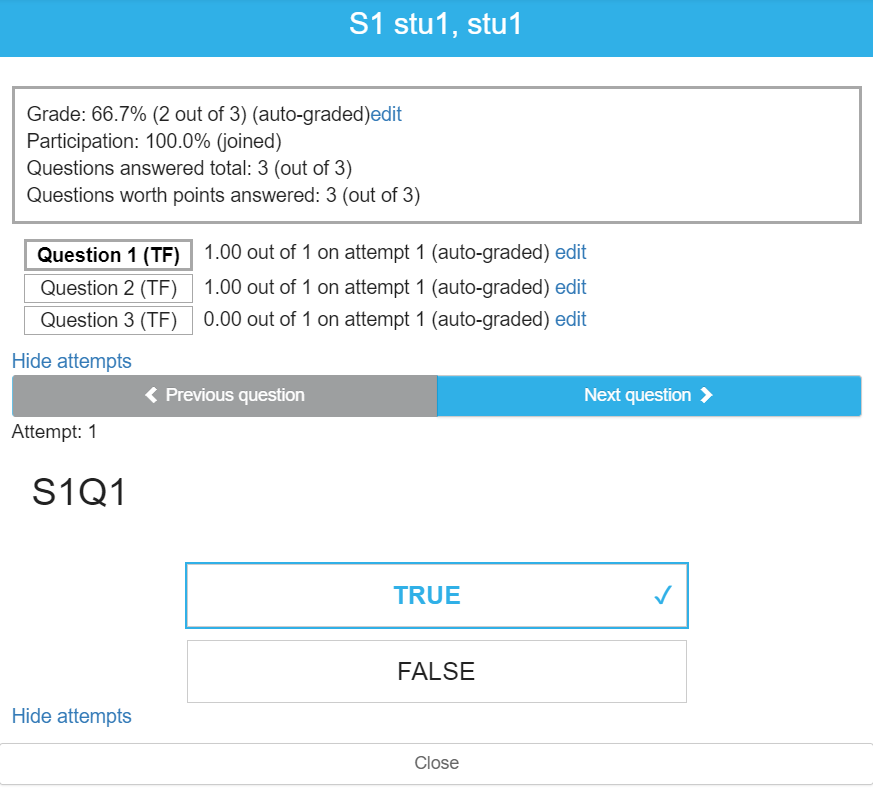 S1 stu1, stu1
Grade: 66.7% (2 out of 3) (auto-graded)edit
Participation: 100.0% (joined)
Questions answered total: 3 (out of 3)
Questions worth points answered: 3 (out of 3)
Question 1 (TF) 1.00 out of 1 on attempt 1 (auto-graded) edit
Question 2 (TF) 1.00 out of 1 on attempt 1 (auto-graded) edit
Question 3 (TF) 0.00 out of 1 on attempt 1 (auto-graded) edit
Hide attempts
Previous question Next question
Attempt: 1
S1Q1
TRUE
FALSE
Hide attempts
Close